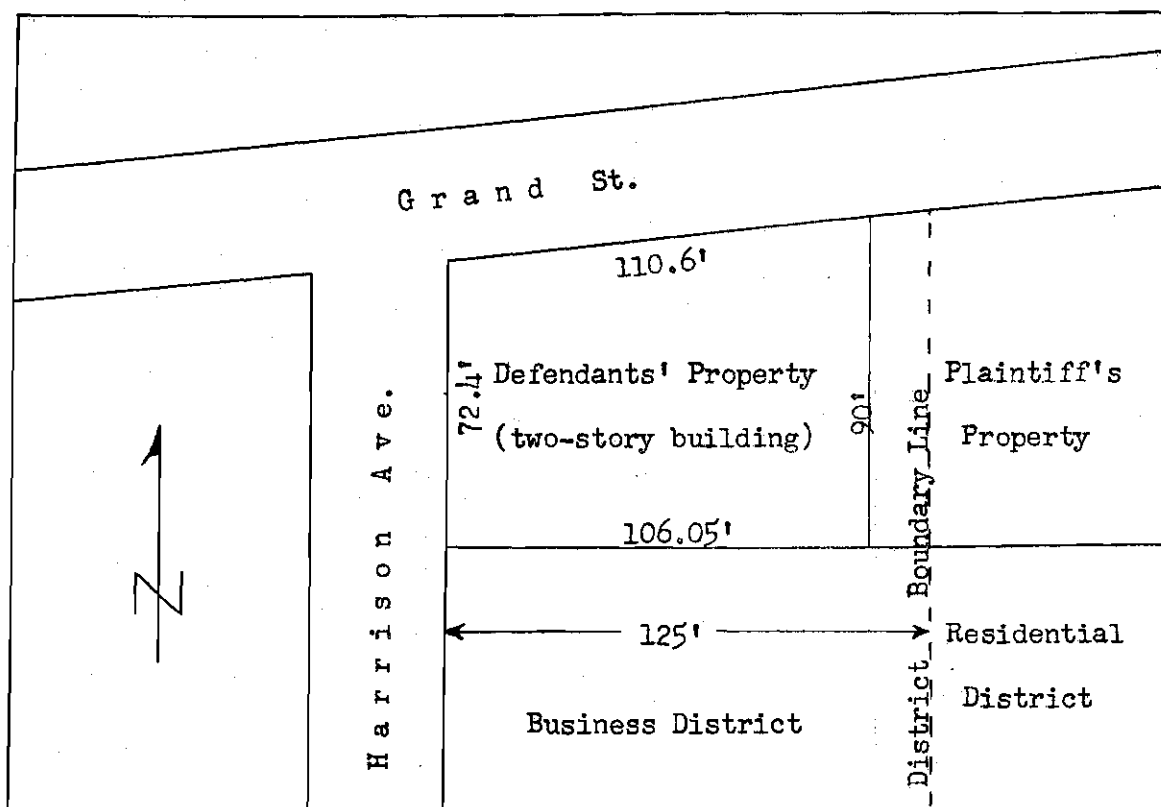 Grand St.
110.6'
72.4'
Defendants' Property
(two-story building)
90'
Plaintiff's
Property
106.05'
Harrison Ave.
125'
District Boundary Line
Residential
District
Business District
N